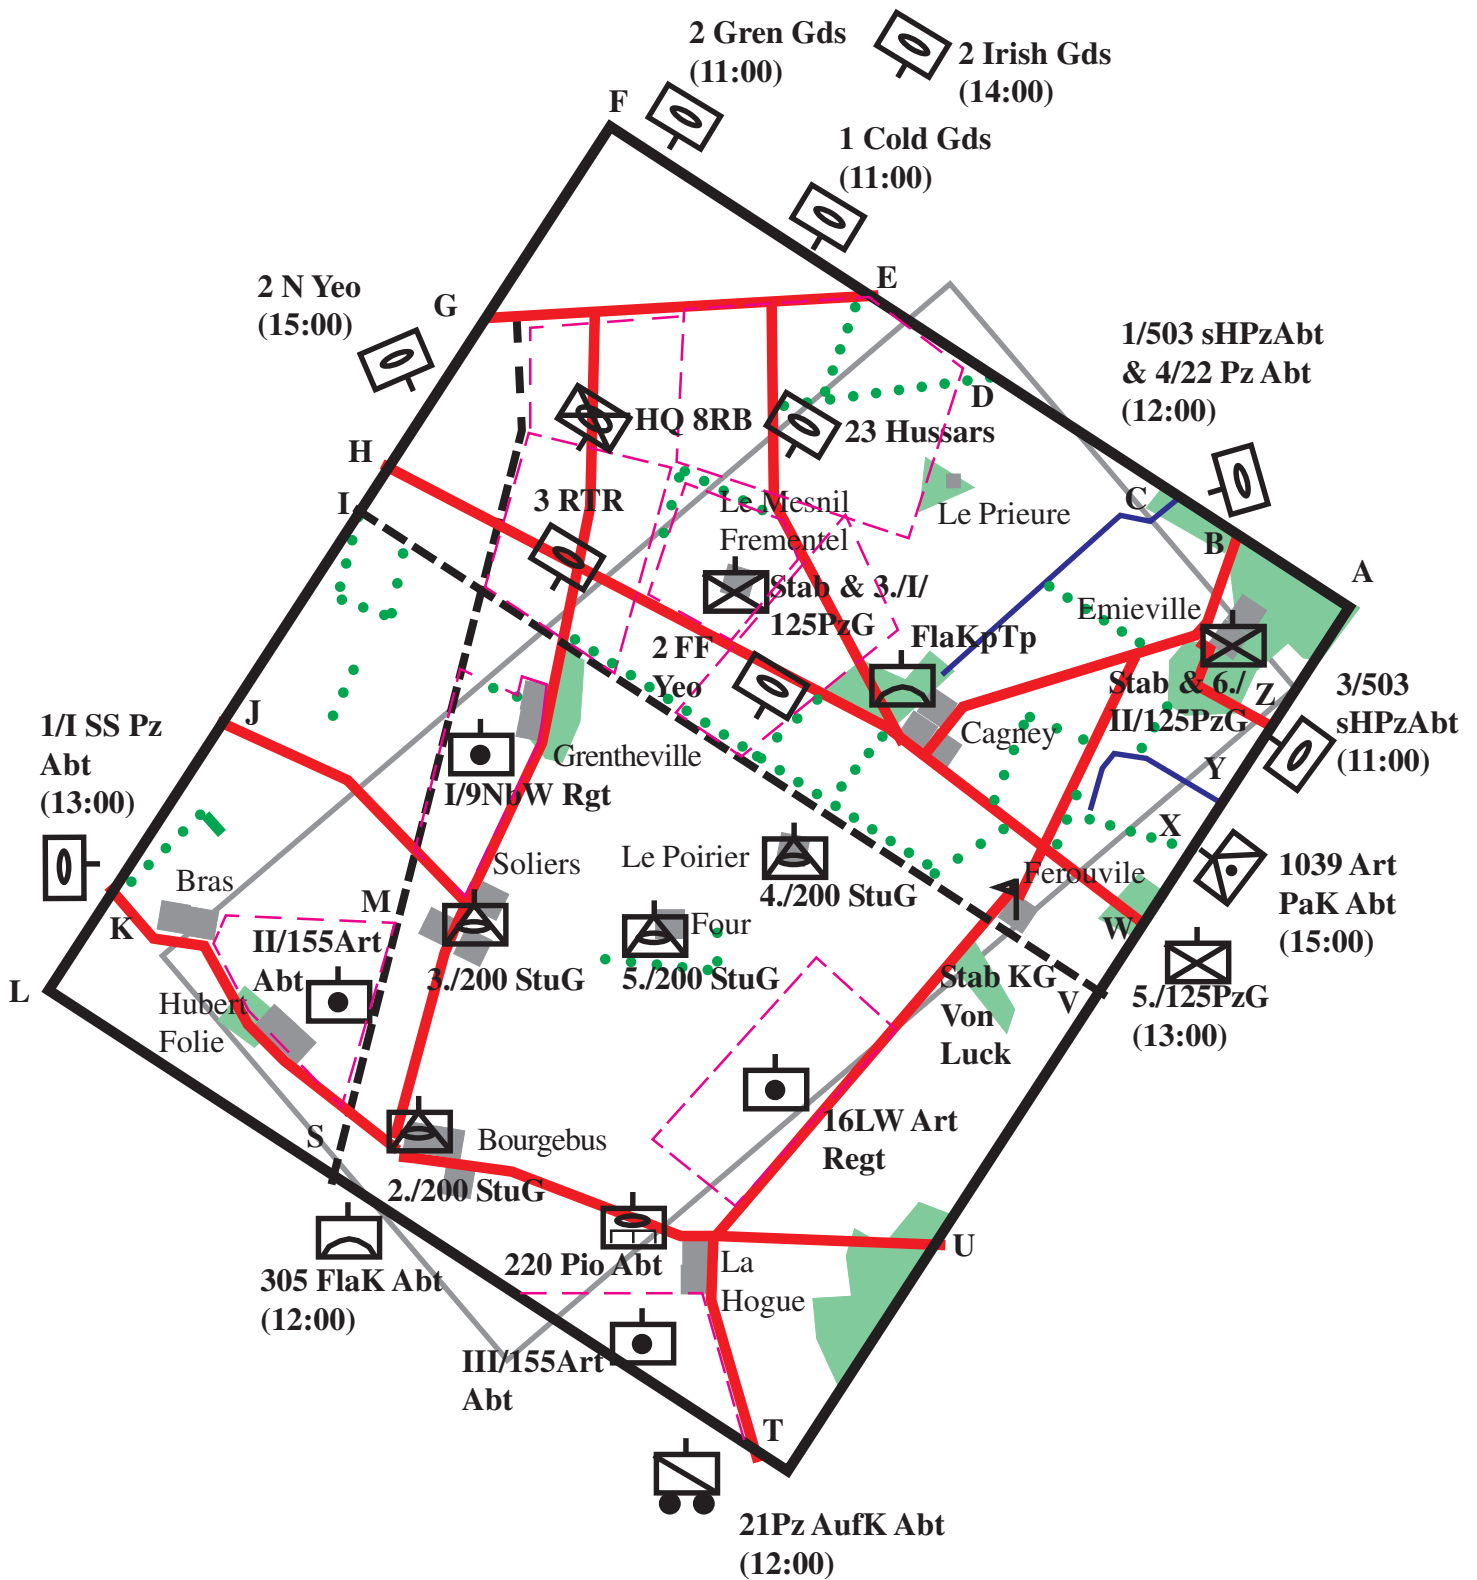 2 Gren Gds
(11:00)
2 Irish Gds
(14:00)
F
1 Cold Gds
(11:00)
E
2 N Yeo
(15:00)
G
1/503 sHPzAbt
& 4/22 Pz Abt
(12:00)
D
HQ 8RB
23 Hussars
H
I
3 RTR
Le Mesnil
Frementel
Le Prieure
C
B
A
Stab & 3./I/
125PzG
Emieville
FlaKpTp
2 FF
Yeo
Stab & 6./
II/125PzG
Z
3/503
sHPzAbt
(11:00)
J
1/I SS Pz
Abt
(13:00)
Cagney
Grentheville
Y
I/9NbW Rgt
X
Soliers
Le Poirier
Ferouville
1039 Art
PaK Abt
(15:00)
Bras
4./200 StuG
K
M
Four
W
II/155Art
Abt
3./200 StuG
5./200 StuG
Stab KG
Von
Luck
L
V
5./125PzG
(13:00)
Hubert
Folie
16LW Art
Regt
S
Bourgebus
2./200 StuG
U
220 Pio Abt
La
Hogue
305 FlaK Abt
(12:00)
III/155Art
Abt
T
21Pz AufK Abt
(12:00)